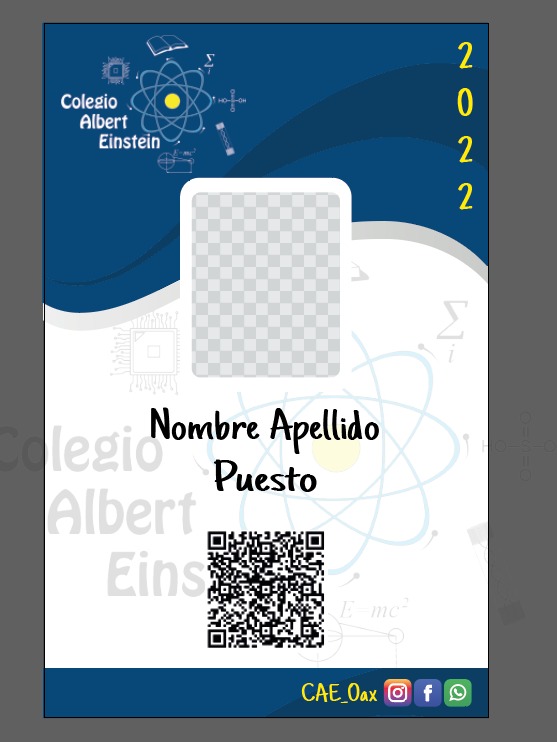 Colegio
Albert
Einstein
Σ
i
2
0
2
2
Σ
i
Nombre Apellido
Puesto
Colegio
Albert
Eins
E=mc²
CAE_Oax